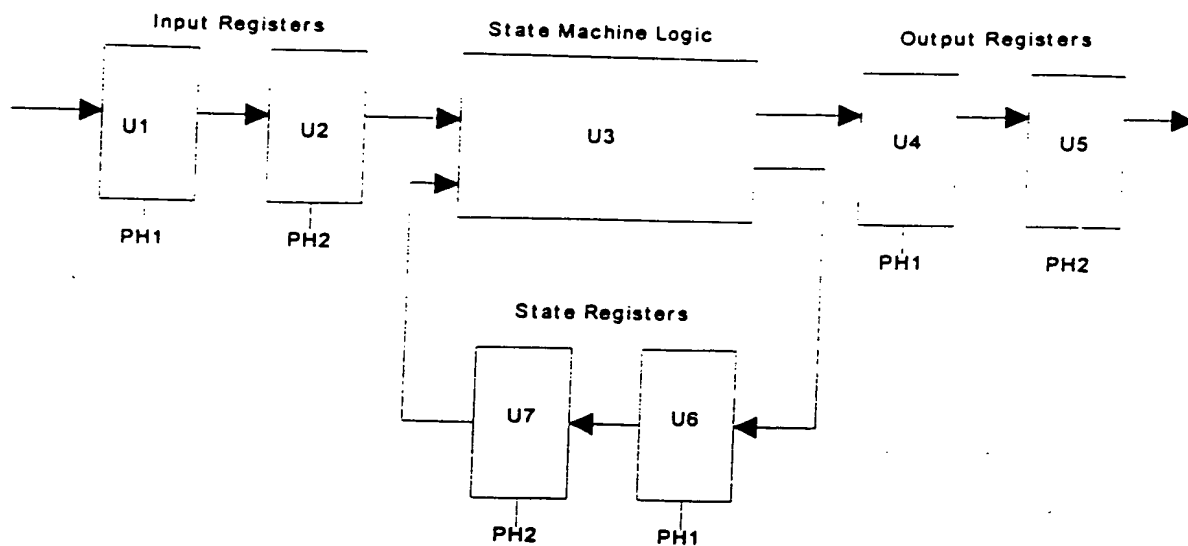 Input Registers
State Machine Logic
Output Registers
U1
U2
U3
U4
U5
PH1
PH2
PH1
PH2
State Registers
U7
U6
PH2
PH1